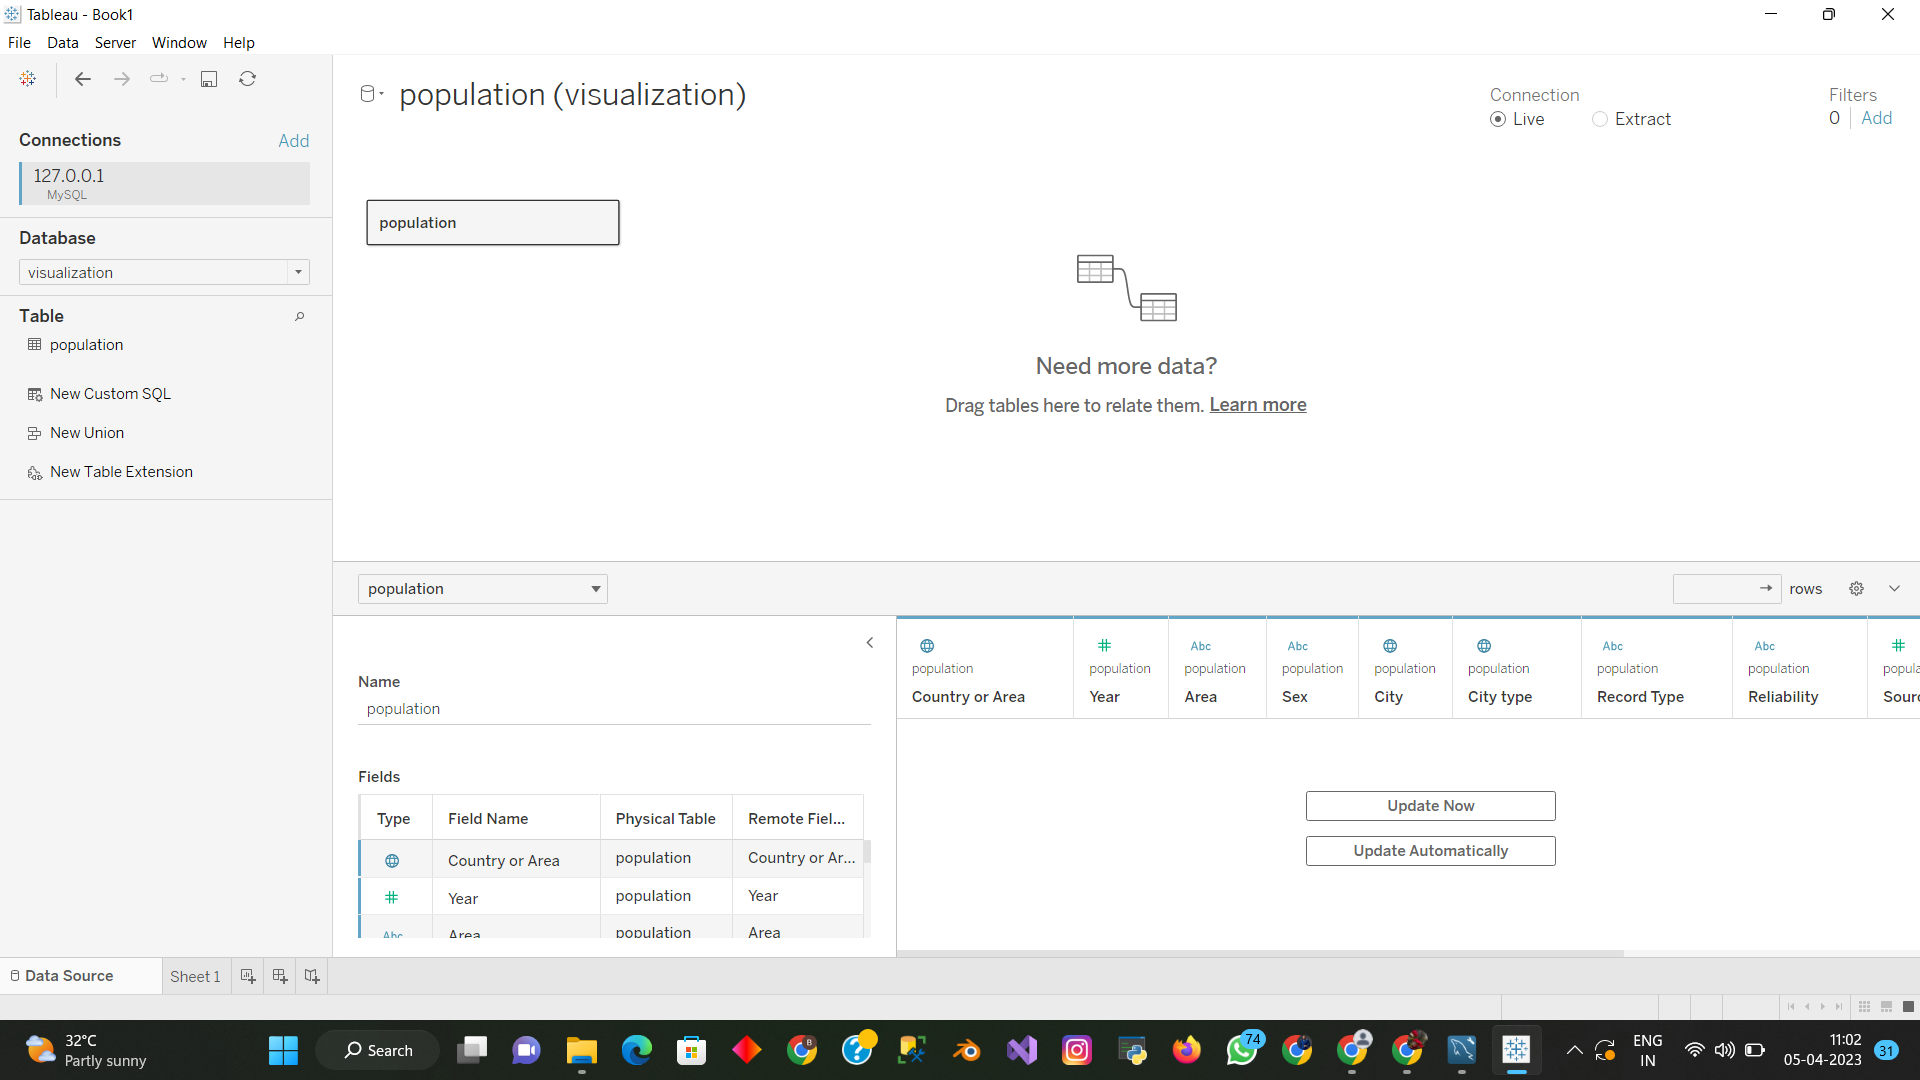 Tableau - Book1
File Data Server Window Help
Connections Add
127.0.0.1
MySQL
Database
visualization
Table
population
New Custom SQL
New Union
New Table Extension
population (visualization)
Connection
Live Extract
Filters
0 Add
population
Need more data?
Drag tables here to relate them. Learn more
population
rows
Name
population
Fields
Type Field Name Physical Table Remote Fiel...
Country or Area population Country or Ar...
Year population Year
Abc Area population Area
population
Country or Area
population
Year
Abc
population
Area
Abc
population
Sex
population
City
population
City type
Abc
population
Record Type
Abc
population
Reliability
popula
Sourc
Update Now
Update Automatically
Data Source Sheet 1
32°C
Partly sunny
Search
B
74
ENG
IN
11:02
05-04-2023
31